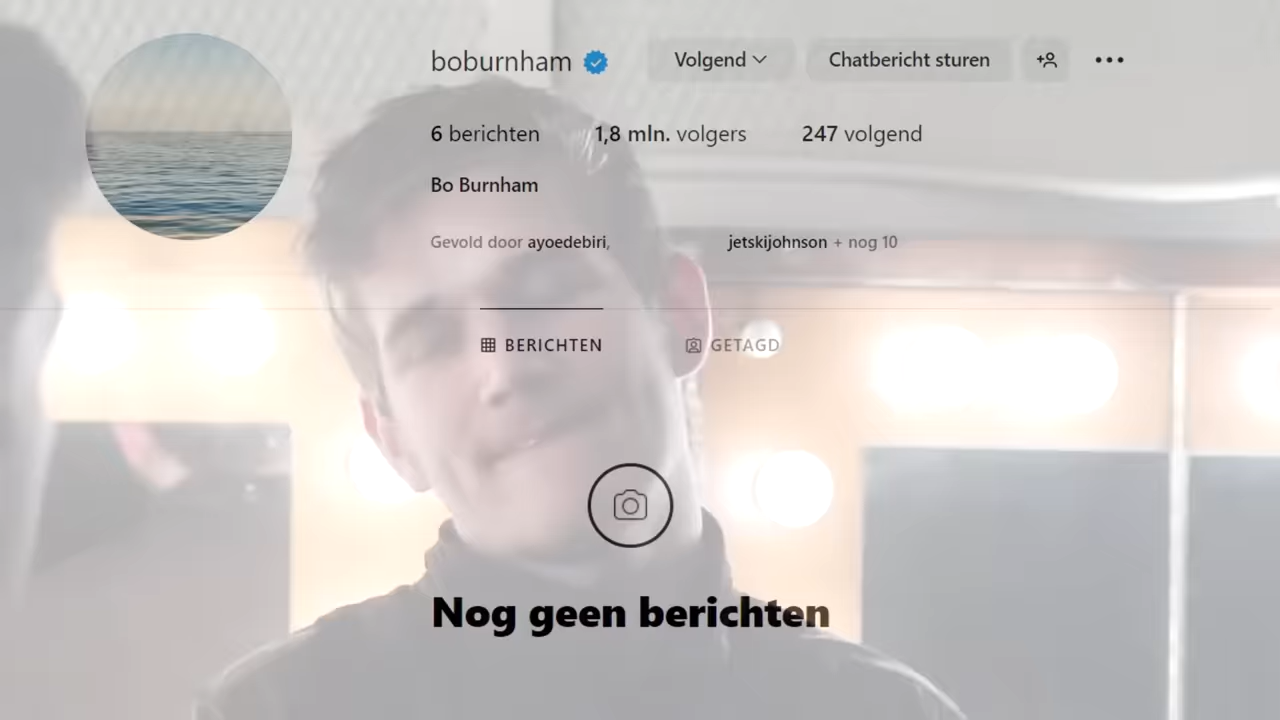 boburnham Volgend Chatbericht sturen
6 berichten 1,8 mln. volgers 247 volgend
Bo Burnham
Gevold door ayoedebiri, jetskijohnson + nog 10
BERICHTEN GETAGD
Nog geen berichten